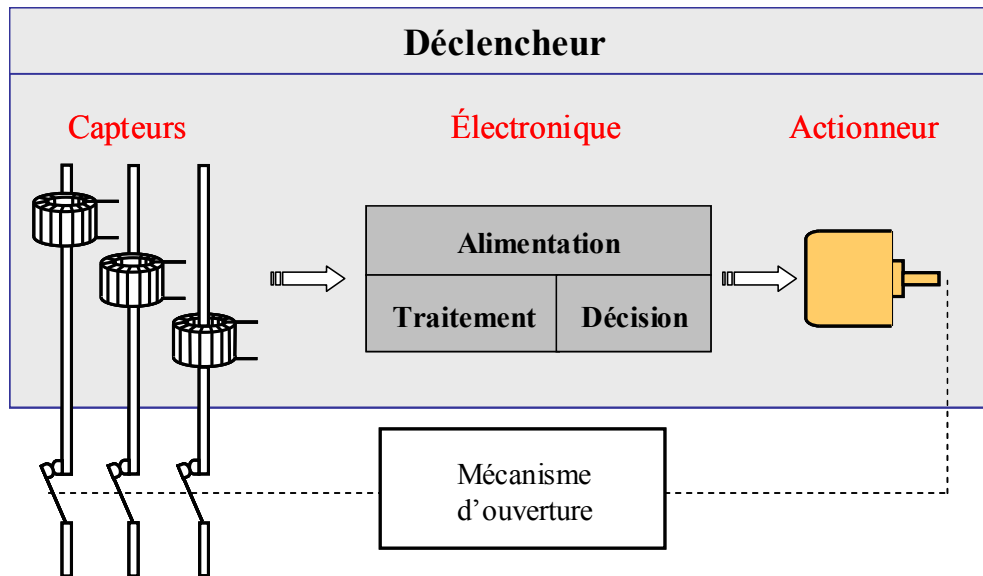 Déclencheur
Capteurs
Électronique
Actionneur
Alimentation
Traitement
Décision
Mécanisme
d'ouverture